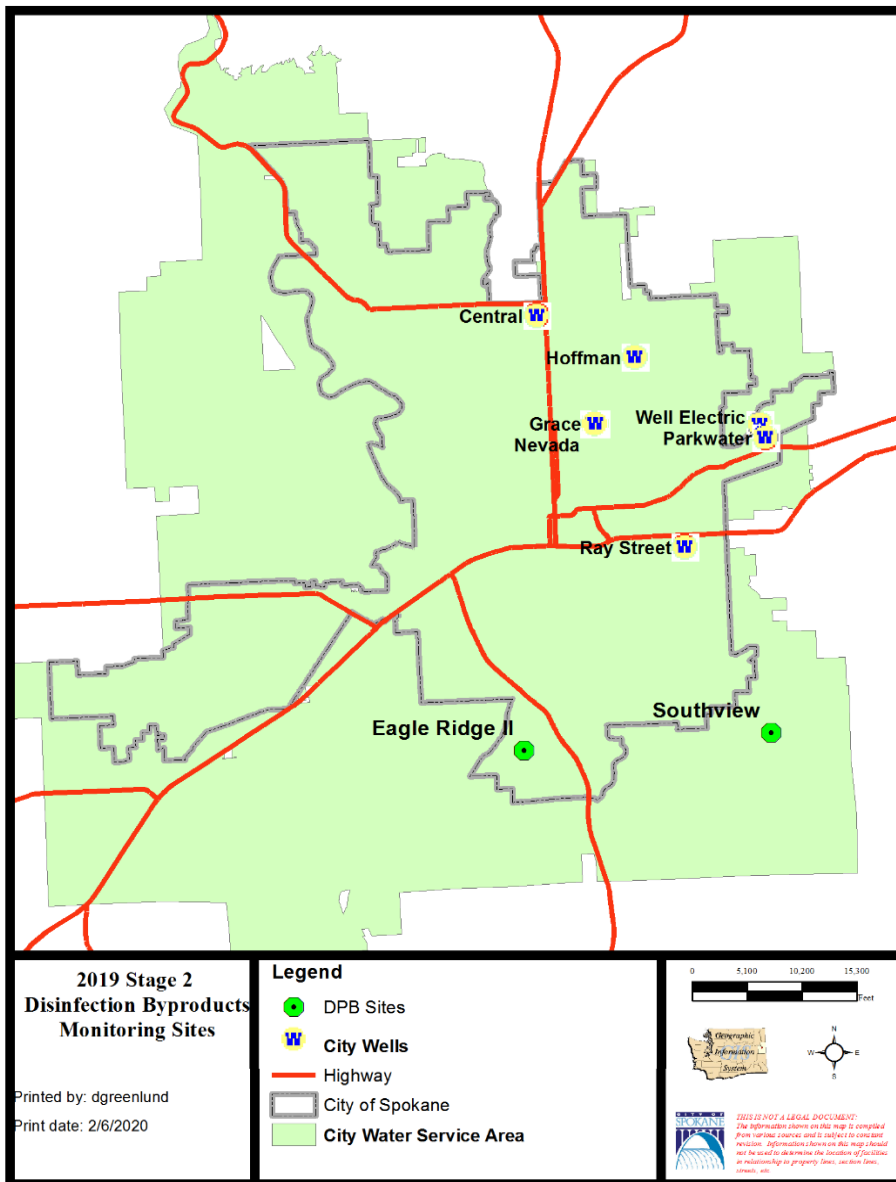 Central
Hoffman
Grace
Nevada
Well Electric
Parkwater
Ray Street
Southview
Eagle Ridge II
2019 Stage 2
Disinfection Byproducts
Monitoring Sites
Printed by: dgreenlund
Print date: 2/6/2020
Legend
DPB Sites
W
City Wells
Highway
City of Spokane
City Water Service Area
0 5,100 10,200 15,300
Feet
Geographic
Information
System
N
W E
S
CITY OF
SPOKANE
THIS IS NOT A LEGAL DOCUMENT:
The information shown on this map is compiled
from various sources and is subject to constant
revision. Information shown on this map should
not be used to determine the location of facilities
in relationship to property lines, section lines,
streets, etc.